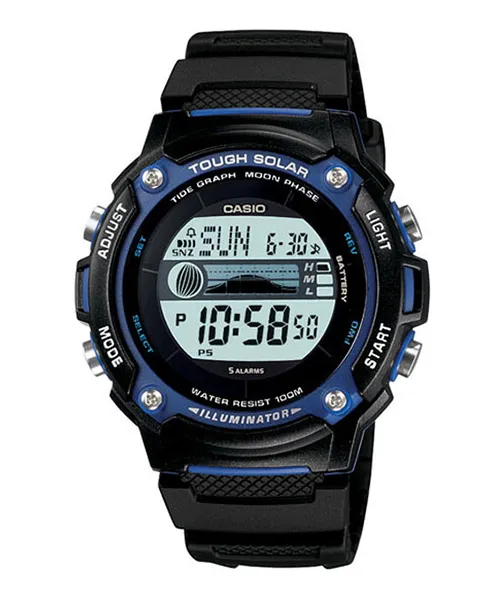 TOUGH SOLAR
TIDE GRAPH MOON PHASE
CASIO
ADJUST
LIGHT
SET
REV
SNZ
SUN 6-30
H
M
L
BATTERY
P 10:58 50
PS
SELECT
FWD
MODE
START
5 ALARMS
WATER RESIST 100M
ILLUMINATOR